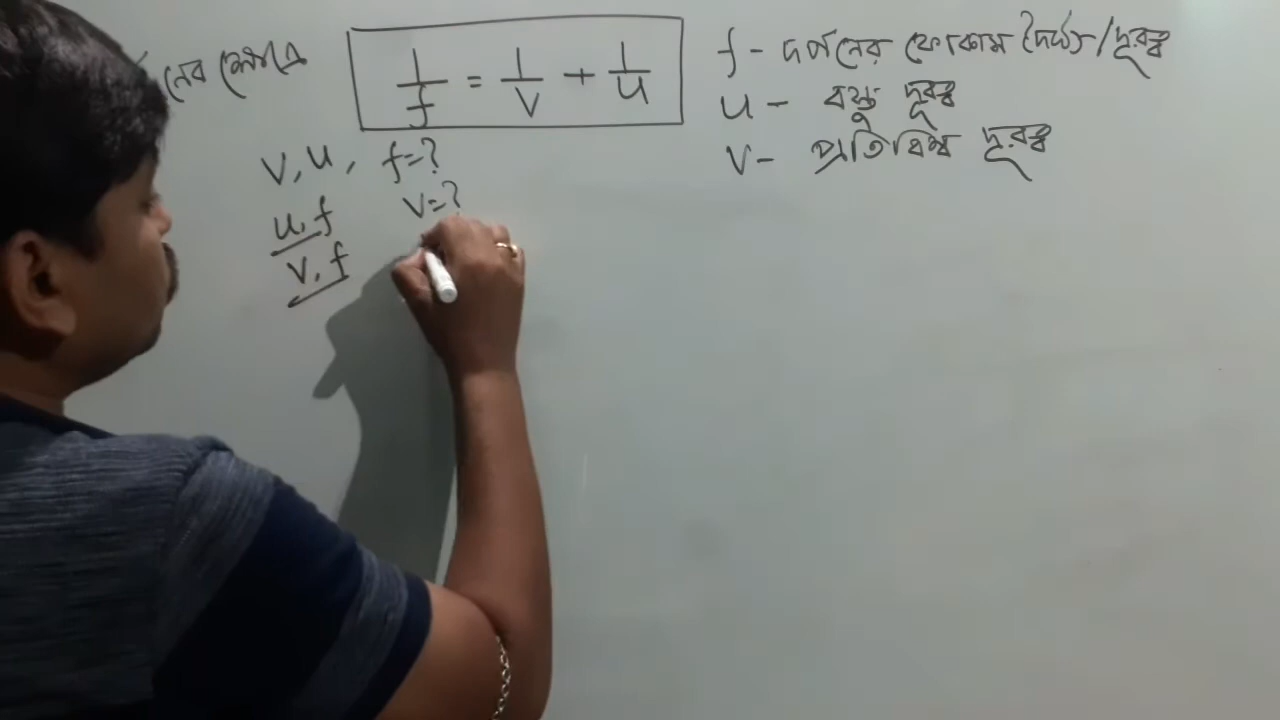 ক্ষেত্রে
1/f = 1/v + 1/u
f - দর্পনের ফোকাস দৈর্ঘ্য/দূরত্ব
u - বস্তু দূরত্ব
v - প্রতিবিম্ব দূরত্ব
v, u, f=?
u, f v=?
v, f